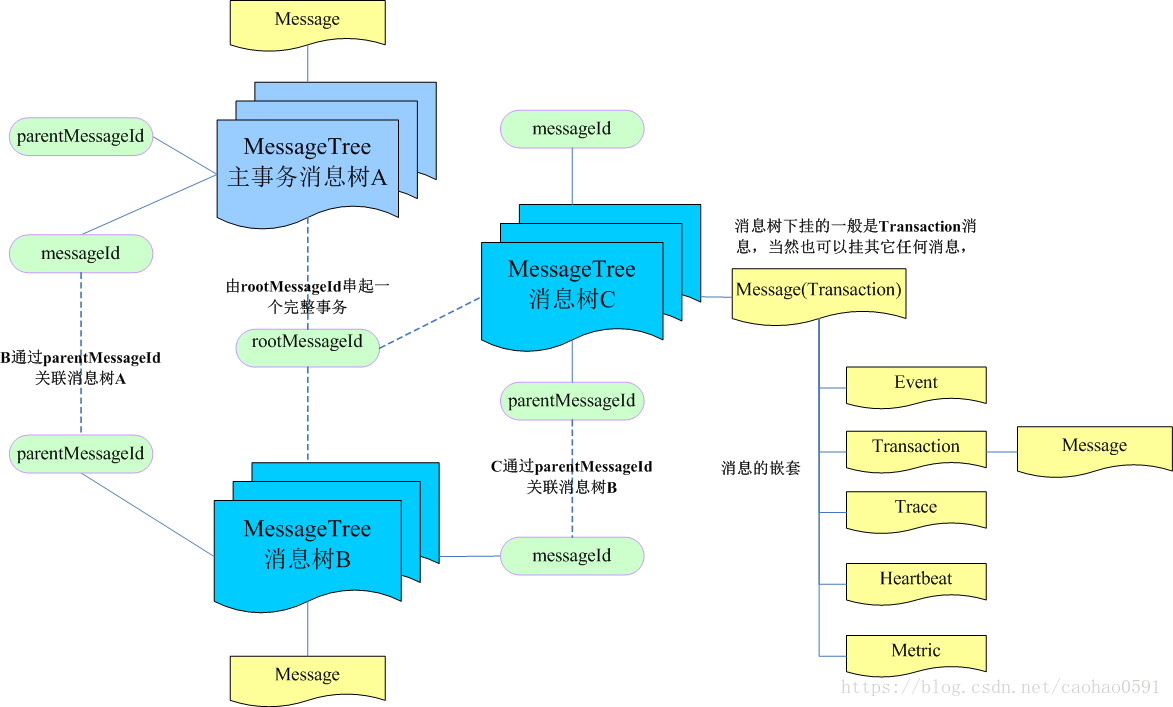 Message
parentMessageId
MessageTree
主事务消息树A
messageId
messageId
由rootMessageId串起一
个完整事务
rootMessageId
B通过parentMessageId
关联消息树A
parentMessageId
MessageTree
消息树B
Message
MessageTree
消息树C
parentMessageId
C通过parentMessageId
关联消息树B
messageId
消息树下挂的一般是Transaction消
息，当然也可以挂其它任何消息，
Message(Transaction)
消息的嵌套
Event
Transaction
Message
Trace
Heartbeat
Metric
https://blog.csdn.net/caohao0591